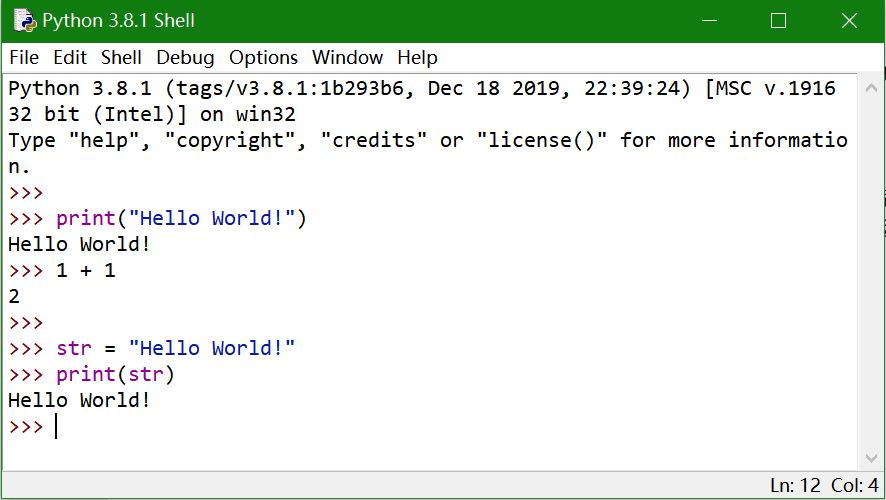 Python 3.8.1 Shell
File Edit Shell Debug Options Window Help
Python 3.8.1 (tags/v3.8.1:1b293b6, Dec 18 2019, 22:39:24) [MSC v.1916
32 bit (Intel)] on win32
Type "help", "copyright", "credits" or "license()" for more informatio
n.
>>>
>>> print("Hello World!")
Hello World!
>>> 1 + 1
2
>>>
>>> str = "Hello World!"
>>> print(str)
Hello World!
>>>
Ln: 12 Col: 4